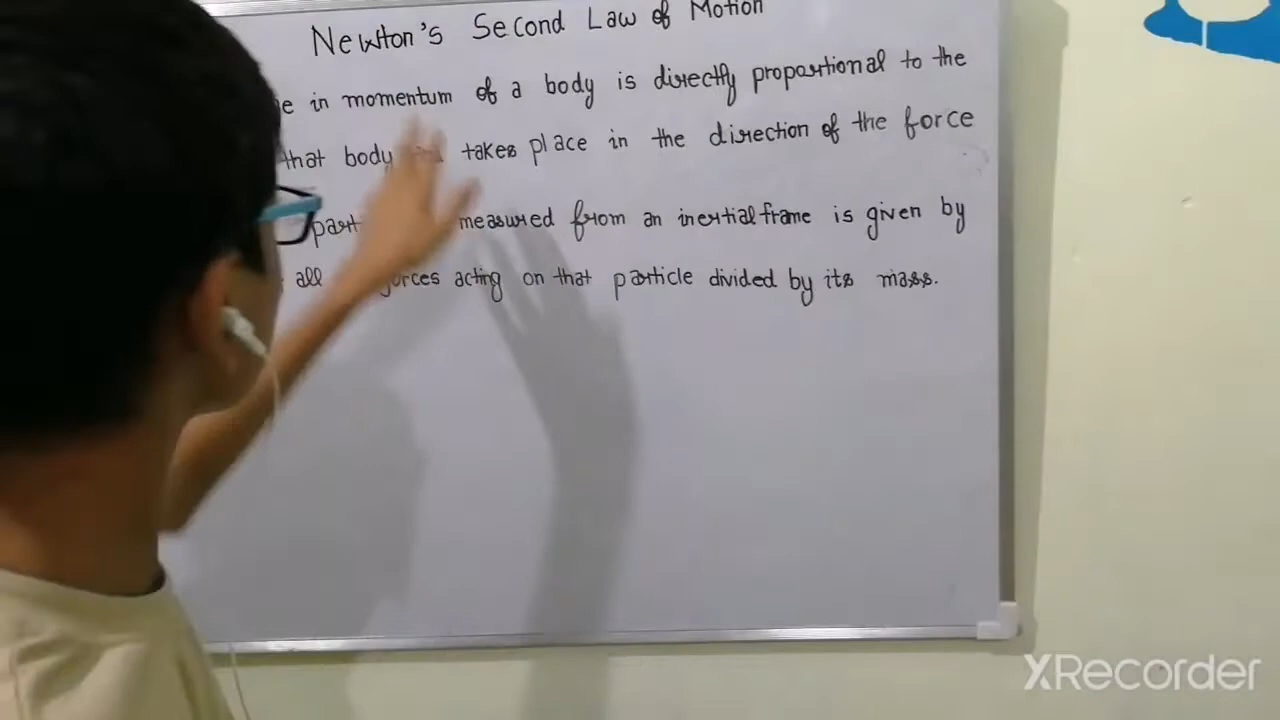 Newton's Second Law of Motion
in momentum of a body is directly proportional to the
that body takes place in the direction of the force
measured from an inertial frame is given by
all forces acting on that particle divided by its mass.
XRecorder